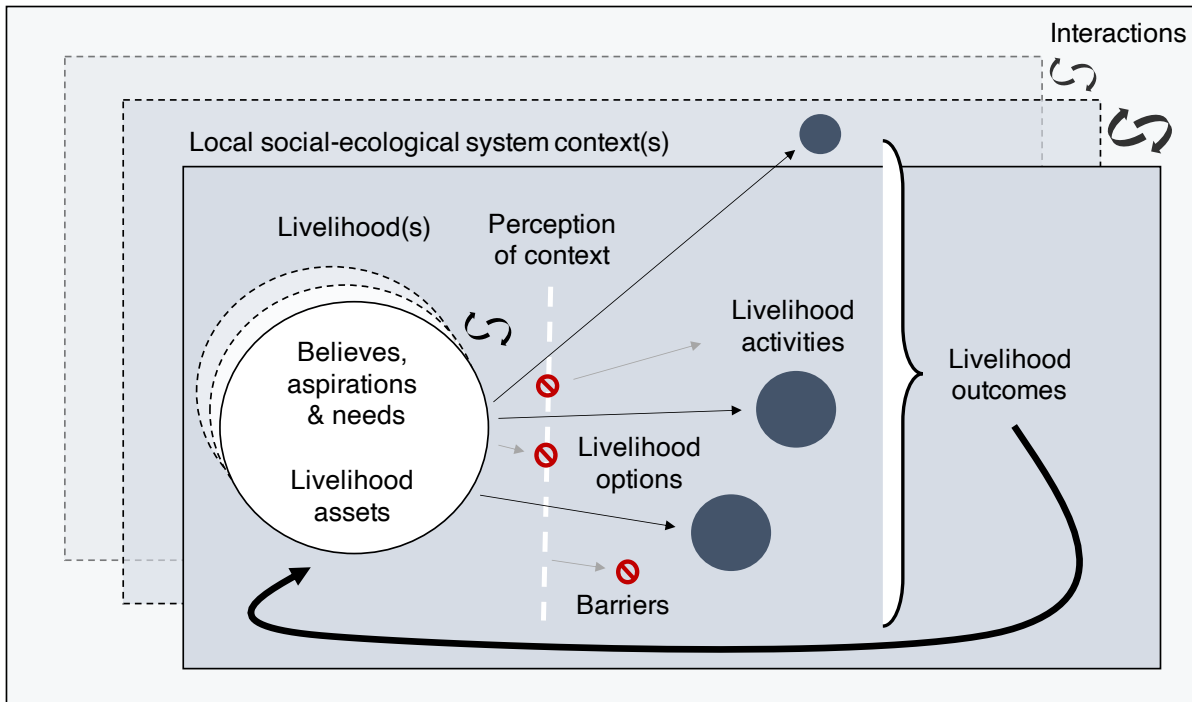 Interactions
Local social-ecological system context(s)
Livelihood(s)
Perception
of context
Believes,
aspirations
& needs
Livelihood
assets
Livelihood
activities
Livelihood
options
Barriers
Livelihood
outcomes